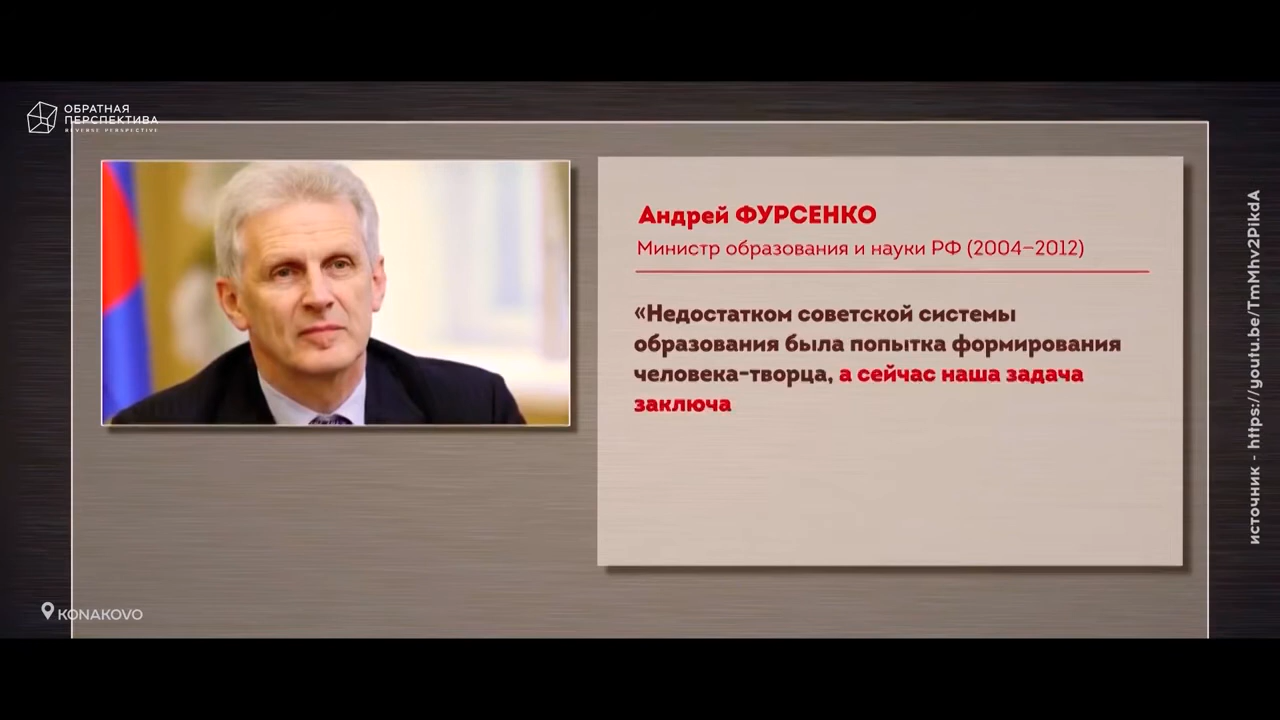 ОБРАТНАЯ
ПЕРСПЕКТИВА
REVERSE PERSPECTIVE
Андрей ФУРСЕНКО
Министр образования и науки РФ (2004–2012)
«Недостатком советской системы
образования была попытка формирования
человека-творца, а сейчас наша задача
заключа
источник - https://youtu.be/TmMhv2PikdA
KONAKOVO